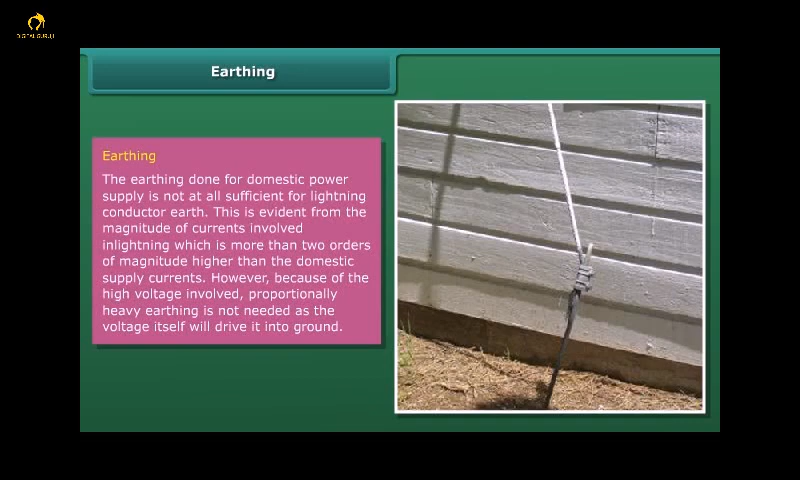 DIGITAL GURUJI
Earthing
Earthing
The earthing done for domestic power
supply is not at all sufficient for lightning
conductor earth. This is evident from the
magnitude of currents involved
inlightning which is more than two orders
of magnitude higher than the domestic
supply currents. However, because of the
high voltage involved, proportionally
heavy earthing is not needed as the
voltage itself will drive it into ground.